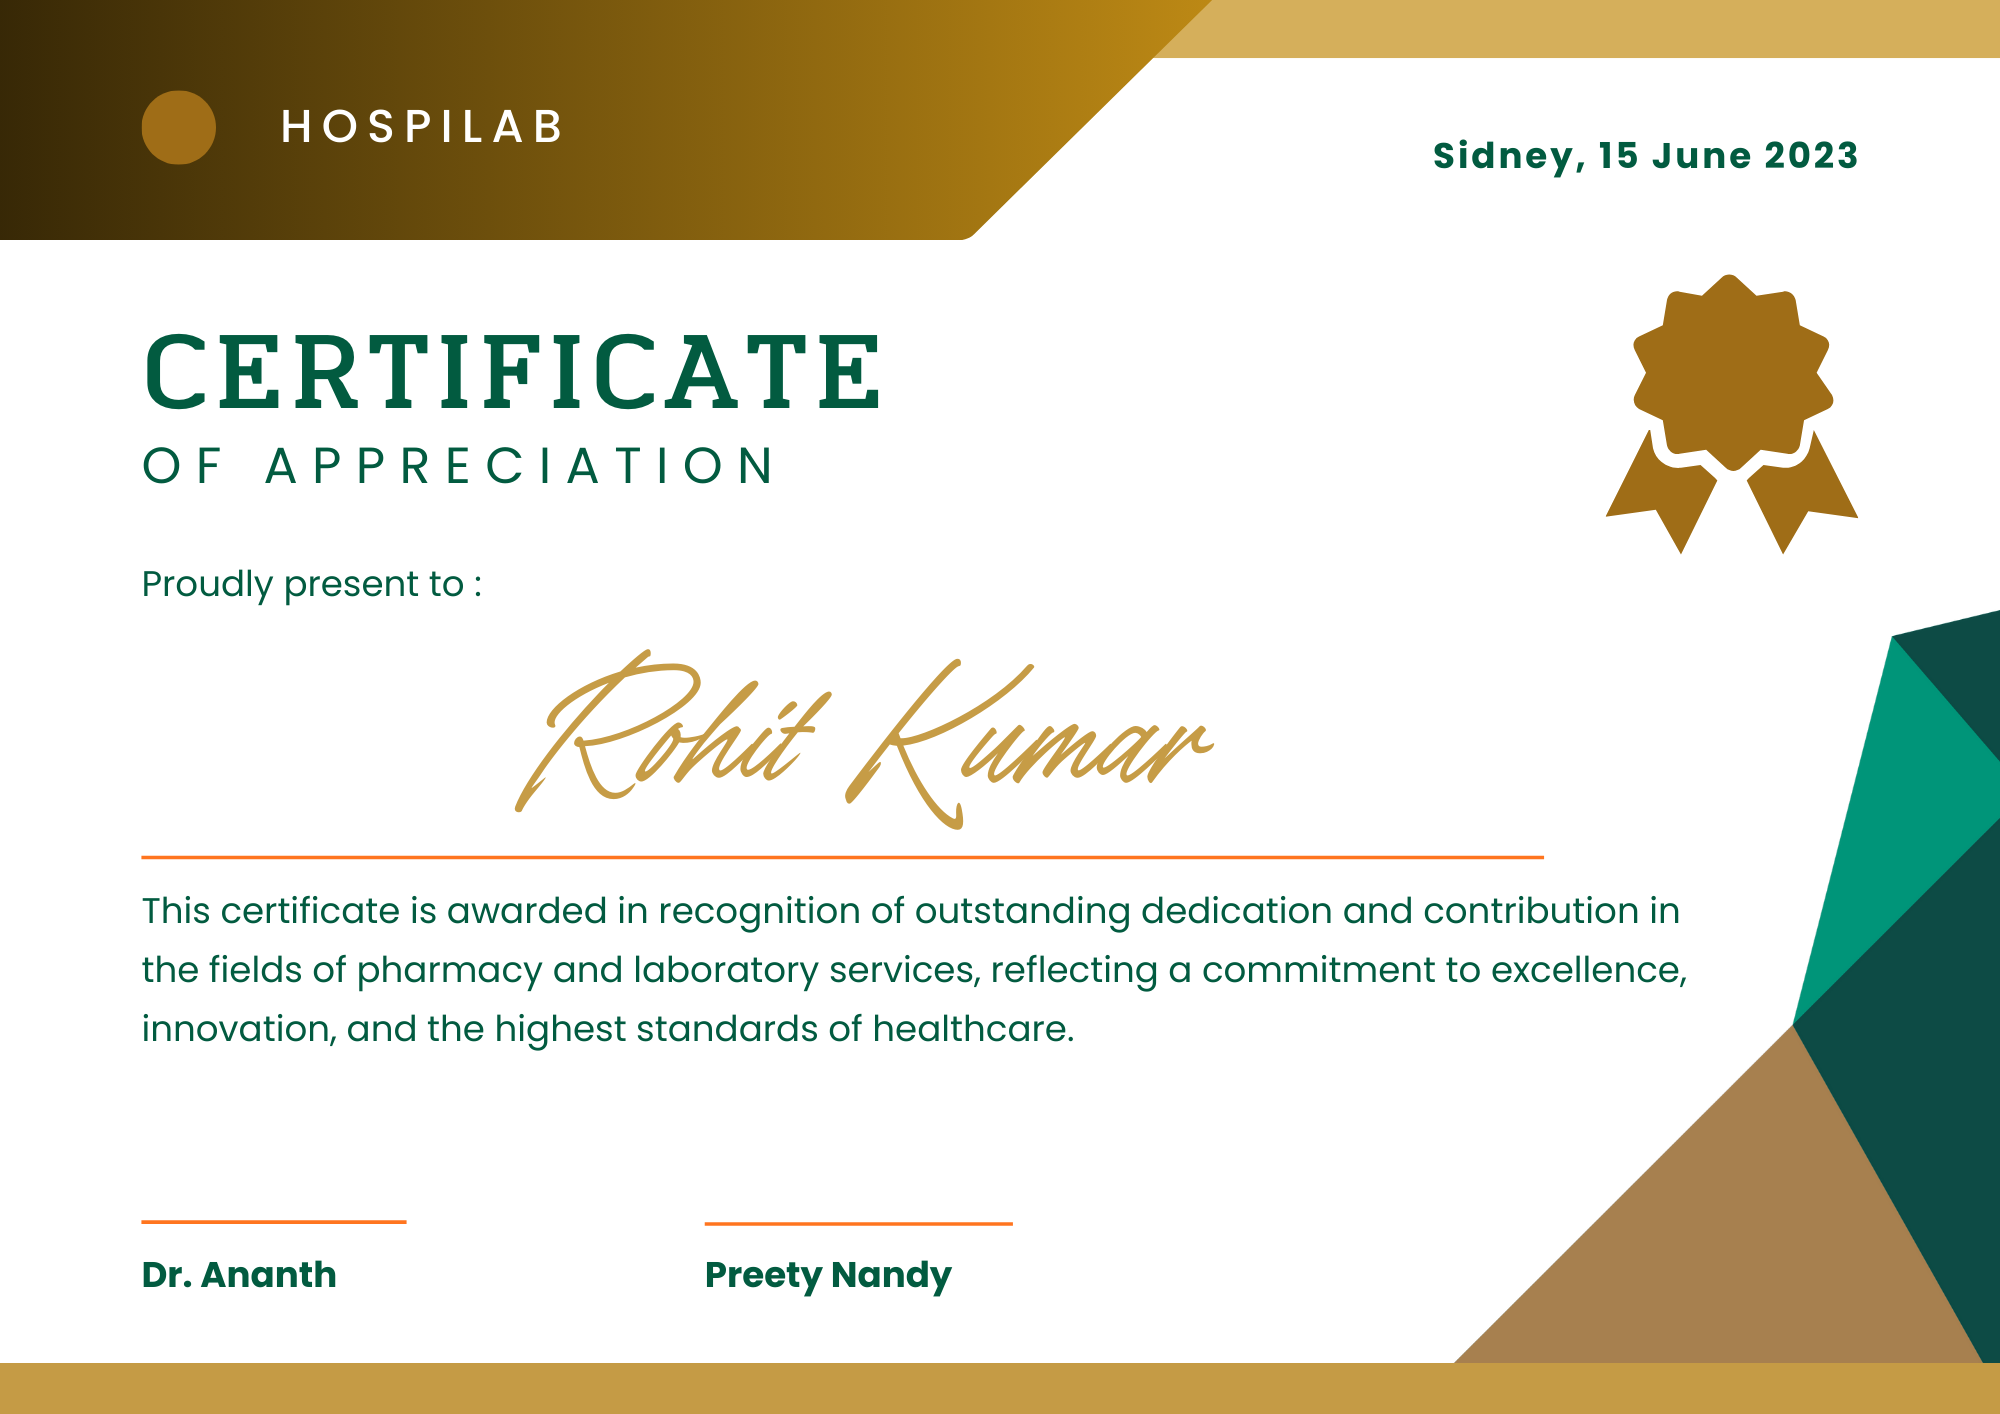 HOSPILAB
Sidney, 15 June 2023
CERTIFICATE
OF APPRECIATION
Proudly present to :
Rohit Kumar
This certificate is awarded in recognition of outstanding dedication and contribution in
the fields of pharmacy and laboratory services, reflecting a commitment to excellence,
innovation, and the highest standards of healthcare.
Dr. Ananth
Preety Nandy